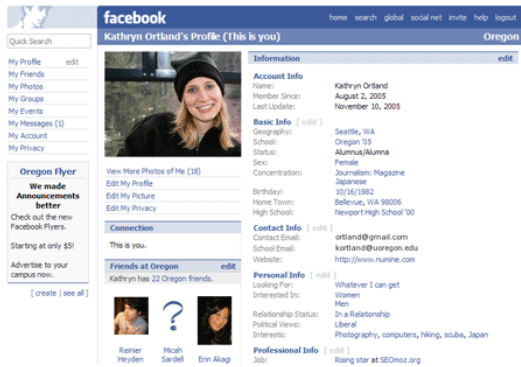 facebook
home search global social net invite help logout
Quick Search
Kathryn Ortland's Profile (This is you) Oregon
My Profile edit
My Friends
My Photos
My Groups
My Events
My Messages (1)
My Account
My Privacy
Oregon Flyer
We made
Announcements
better
Check out the new
Facebook Flyers.
Starting at only $5!
Advertise to your
campus now.
[ create | see all ]
View More Photos of Me (18)
Edit My Profile
Edit My Picture
Edit My Privacy
Connection
This is you.
Friends at Oregon edit
Kathryn has 22 Oregon friends.
?
Reinier
Heyden
Micah
Sardell
Erin Akagi
Information edit
Account Info
Name: Kathryn Ortland
Member Since: August 2, 2005
Last Update: November 10, 2005
Basic Info [ edit ]
Geography: Seattle, WA
School: Oregon '05
Status: Alumnus/Alumna
Sex: Female
Concentration: Journalism: Magazine
Japanese
Birthday: 10/16/1982
Home Town: Bellevue, WA 98006
High School: Newport High School '00
Contact Info [ edit ]
Contact Email: ortland@gmail.com
School Email: kortland@uoregon.edu
Website: http://www.numine.com
Personal Info [ edit ]
Looking For: Whatever I can get
Interested In: Women
Men
Relationship Status: In a Relationship
Political Views: Liberal
Interests: Photography, computers, hiking, scuba, Japan
Professional Info [ edit ]
Job: Rising star at SEOmoz.org